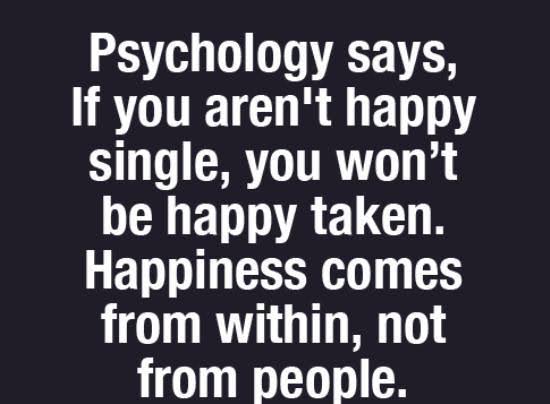 Psychology says,
If you aren't happy
single, you won’t
be happy taken.
Happiness comes
from within, not
from people.